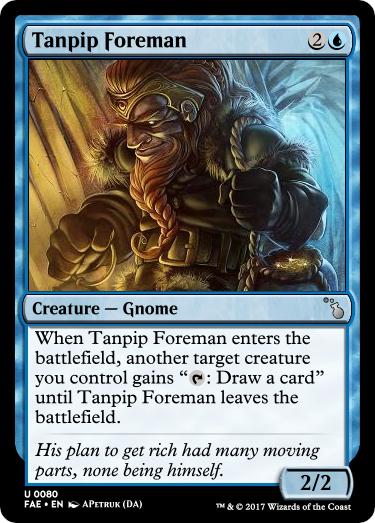 Tanpip Foreman 2
Creature — Gnome
When Tanpip Foreman enters the
battlefield, another target creature
you control gains “: Draw a card”
until Tanpip Foreman leaves the
battlefield.
His plan to get rich had many moving
parts, none being himself.
2/2
U 0080
FAE • EN APetruk (DA)
™ & © 2017 Wizards of the Coast